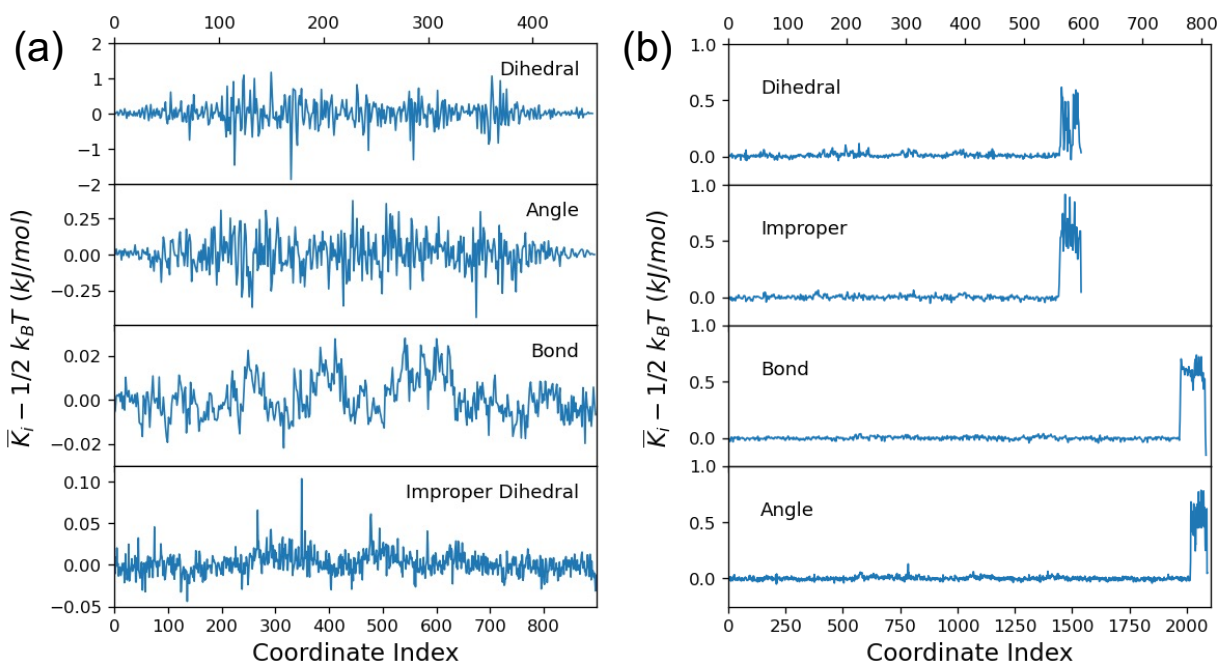 (a)
0 100 200 300 400
2
1
0
−1
−2
Dihedral
0.25
0.00
−0.25
Angle
0.02
0.00
−0.02
Bond
0.10
0.05
0.00
−0.05
Improper Dihedral
0 100 200 300 400 500 600 700 800
Coordinate Index
K̅ᵢ − 1/2 k_BT (kJ/mol)
(b)
0 100 200 300 400 500 600 700 800
1.0
0.5
0.0
Dihedral
1.0
0.5
0.0
Improper
1.0
0.5
0.0
Bond
1.0
0.5
0.0
Angle
0 250 500 750 1000 1250 1500 1750 2000
Coordinate Index
K̅ᵢ − 1/2 k_BT (kJ/mol)